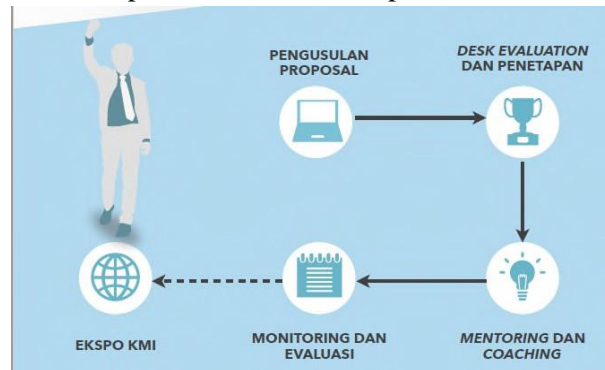 PENGUSULAN
PROPOSAL
DESK EVALUATION
DAN PENETAPAN
EKSPO KMI
MONITORING DAN
EVALUASI
MENTORING DAN
COACHING